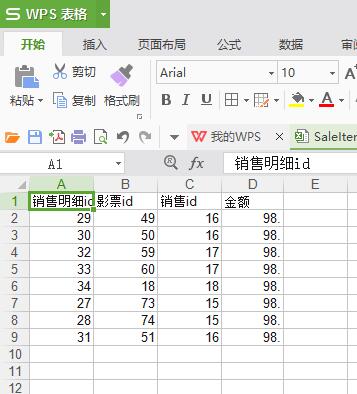 S WPS 表格
开始 插入 页面布局 公式 数据 审阅
粘贴 剪切 复制 格式刷 Arial 10 A
我的WPS SaleIter
A1 fx 销售明细id
A B C D E
1 销售明细id 影票id 销售id 金额
2 29 49 16 98.
3 30 50 16 98.
4 32 59 17 98.
5 33 60 17 98.
6 34 18 18 98.
7 27 73 15 98.
8 28 74 15 98.
9 31 51 16 98.
10
11
12